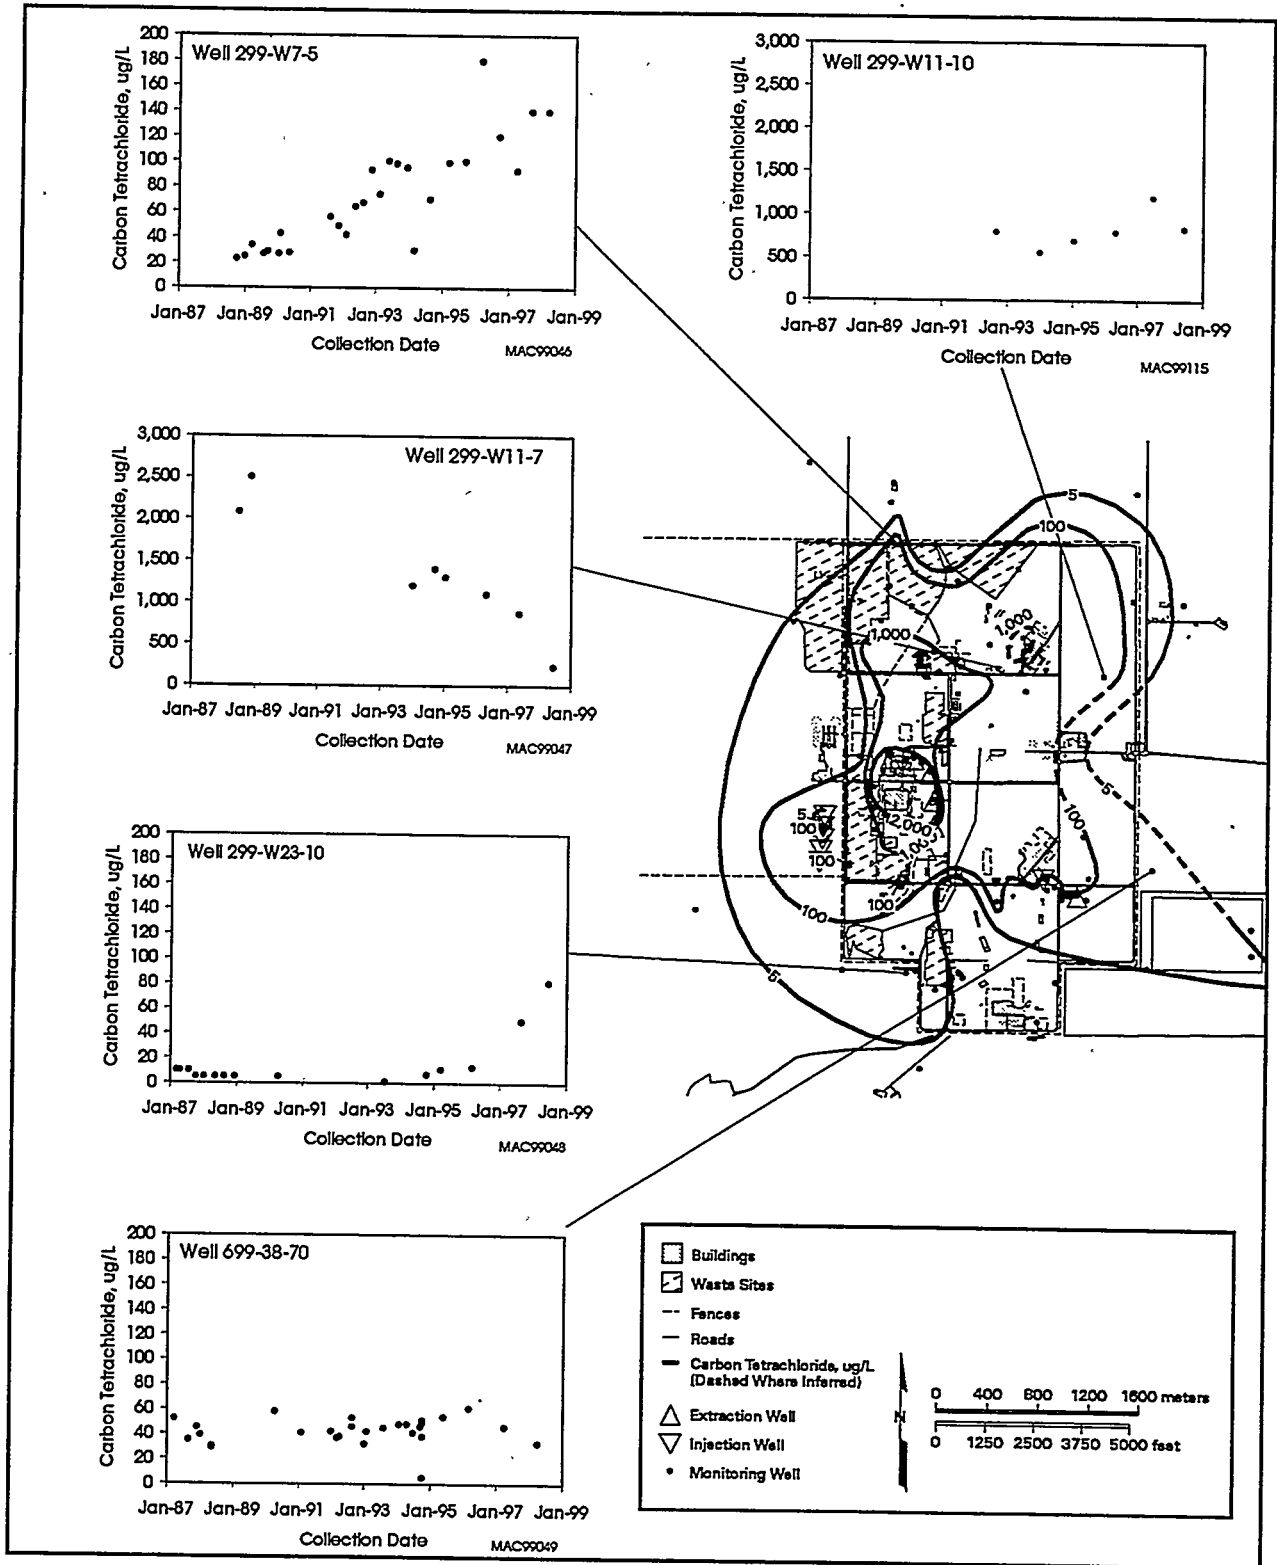 Well 299-W7-5
Carbon Tetrachloride, ug/L
200
180
160
140
120
100
80
60
40
20
0
Jan-87 Jan-89 Jan-91 Jan-93 Jan-95 Jan-97 Jan-99
Collection Date
MAC99046
Well 299-W11-10
Carbon Tetrachloride, ug/L
3,000
2,500
2,000
1,500
1,000
500
0
Jan-87 Jan-89 Jan-91 Jan-93 Jan-95 Jan-97 Jan-99
Collection Date
MAC99115
Well 299-W11-7
Carbon Tetrachloride, ug/L
3,000
2,500
2,000
1,500
1,000
500
0
Jan-87 Jan-89 Jan-91 Jan-93 Jan-95 Jan-97 Jan-99
Collection Date
MAC99047
5
100
1,000
1,000
5
100
5
100
100
2,000
1,000
100
100
5
Well 299-W23-10
Carbon Tetrachloride, ug/L
200
180
160
140
120
100
80
60
40
20
0
Jan-87 Jan-89 Jan-91 Jan-93 Jan-95 Jan-97 Jan-99
Collection Date
MAC99048
Well 699-38-70
Carbon Tetrachloride, ug/L
200
180
160
140
120
100
80
60
40
20
0
Jan-87 Jan-89 Jan-91 Jan-93 Jan-95 Jan-97 Jan-99
Collection Date
MAC99049
Buildings
Waste Sites
Fences
Roads
Carbon Tetrachloride, ug/L
(Dashed Where Inferred)
Extraction Well
Injection Well
Monitoring Well
N
0 400 800 1200 1600 meters
0 1250 2500 3750 5000 feet